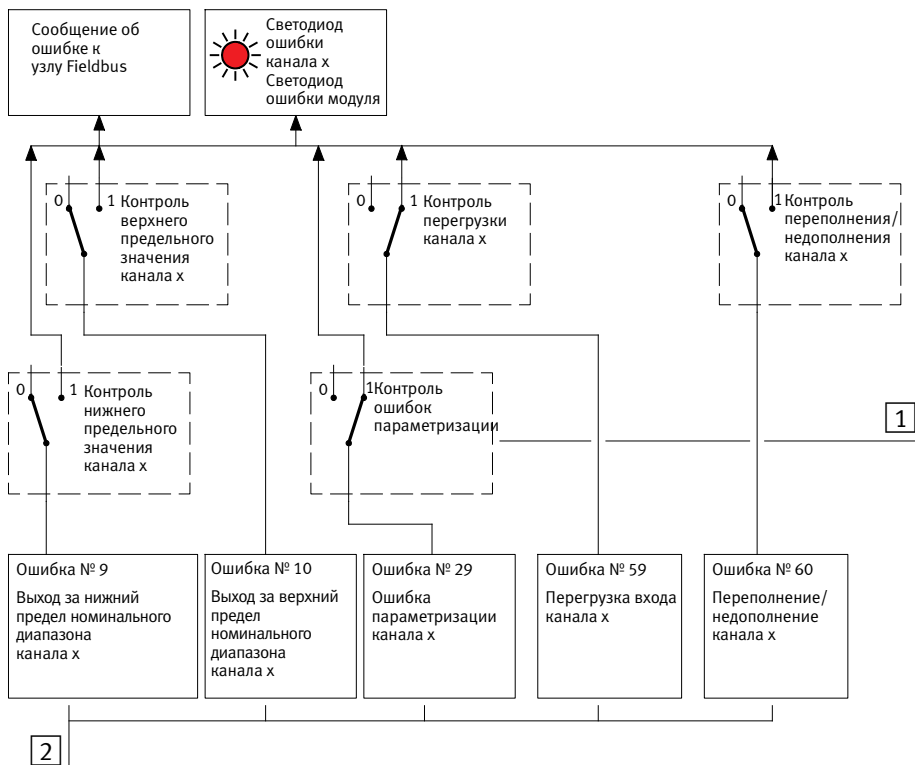 Сообщение об
ошибке к
узлу Fieldbus
Светодиод
ошибки
канала x
Светодиод
ошибки модуля
0
1 Контроль
верхнего
предельного
значения
канала x
0
1 Контроль
перегрузки
канала x
0
1 Контроль
переполнения/
недополнения
канала x
0
1 Контроль
нижнего
предельного
значения
канала x
0
1 Контроль
ошибок
параметризации
1
Ошибка № 9
Выход за нижний
предел номинального
диапазона
канала x
Ошибка № 10
Выход за верхний
предел
номинального
диапазона
канала x
Ошибка № 29
Ошибка
параметризации
канала x
Ошибка № 59
Перегрузка входа
канала x
Ошибка № 60
Переполнение/
недополнение
канала x
2